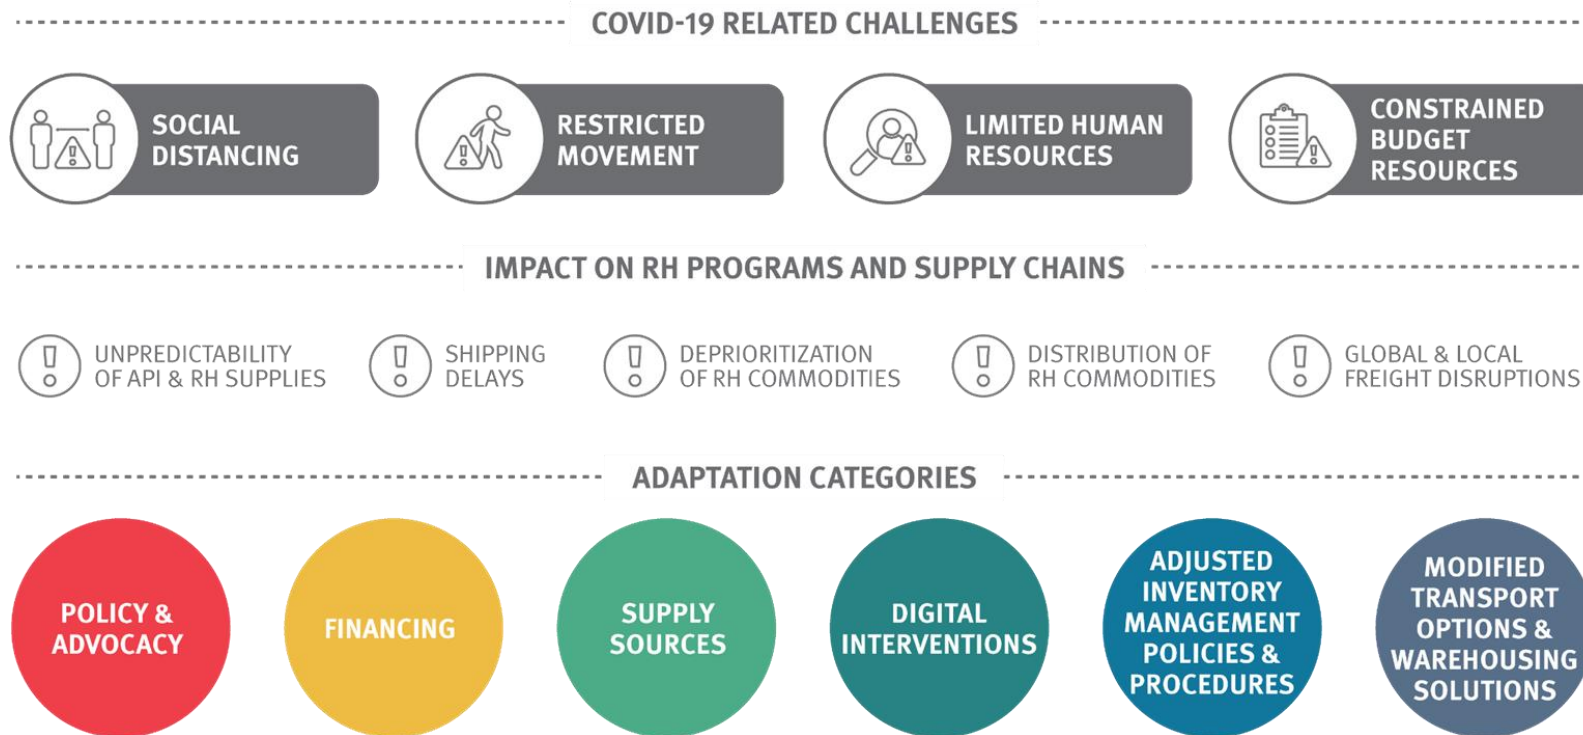 COVID-19 RELATED CHALLENGES
SOCIAL
DISTANCING
RESTRICTED
MOVEMENT
LIMITED HUMAN
RESOURCES
CONSTRAINED
BUDGET
RESOURCES
IMPACT ON RH PROGRAMS AND SUPPLY CHAINS
UNPREDICTABILITY
OF API & RH SUPPLIES
SHIPPING
DELAYS
DEPRIORITIZATION
OF RH COMMODITIES
DISTRIBUTION OF
RH COMMODITIES
GLOBAL & LOCAL
FREIGHT DISRUPTIONS
ADAPTATION CATEGORIES
POLICY &
ADVOCACY
FINANCING
SUPPLY
SOURCES
DIGITAL
INTERVENTIONS
ADJUSTED
INVENTORY
MANAGEMENT
POLICIES &
PROCEDURES
MODIFIED
TRANSPORT
OPTIONS &
WAREHOUSING
SOLUTIONS